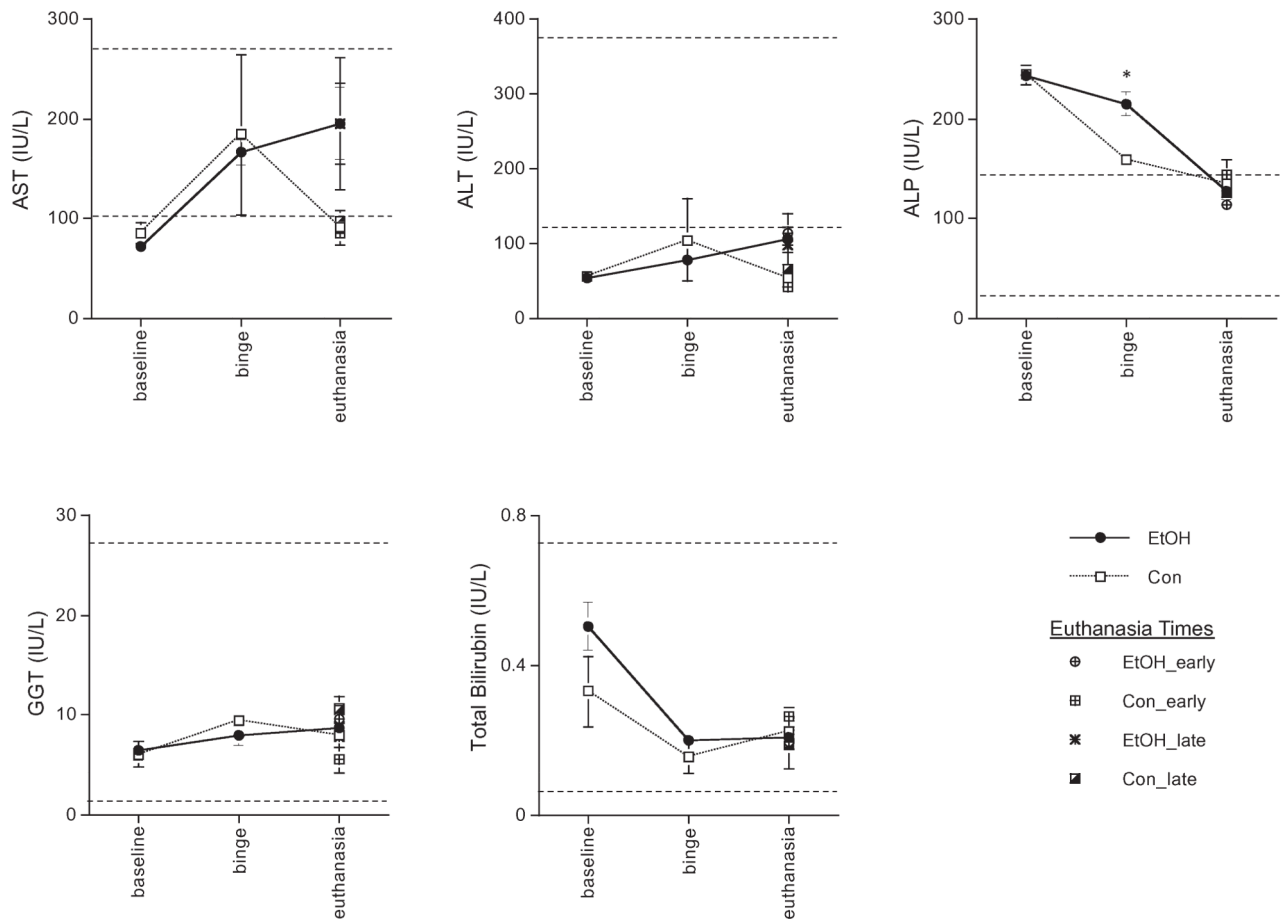 AST (IU/L)
300
200
100
0
baseline
binge
euthanasia
ALT (IU/L)
400
300
200
100
0
baseline
binge
euthanasia
ALP (IU/L)
300
200
100
0
*
baseline
binge
euthanasia
GGT (IU/L)
30
20
10
0
baseline
binge
euthanasia
Total Bilirubin (IU/L)
0.8
0.4
0
baseline
binge
euthanasia
EtOH
Con
Euthanasia Times
EtOH_early
Con_early
EtOH_late
Con_late